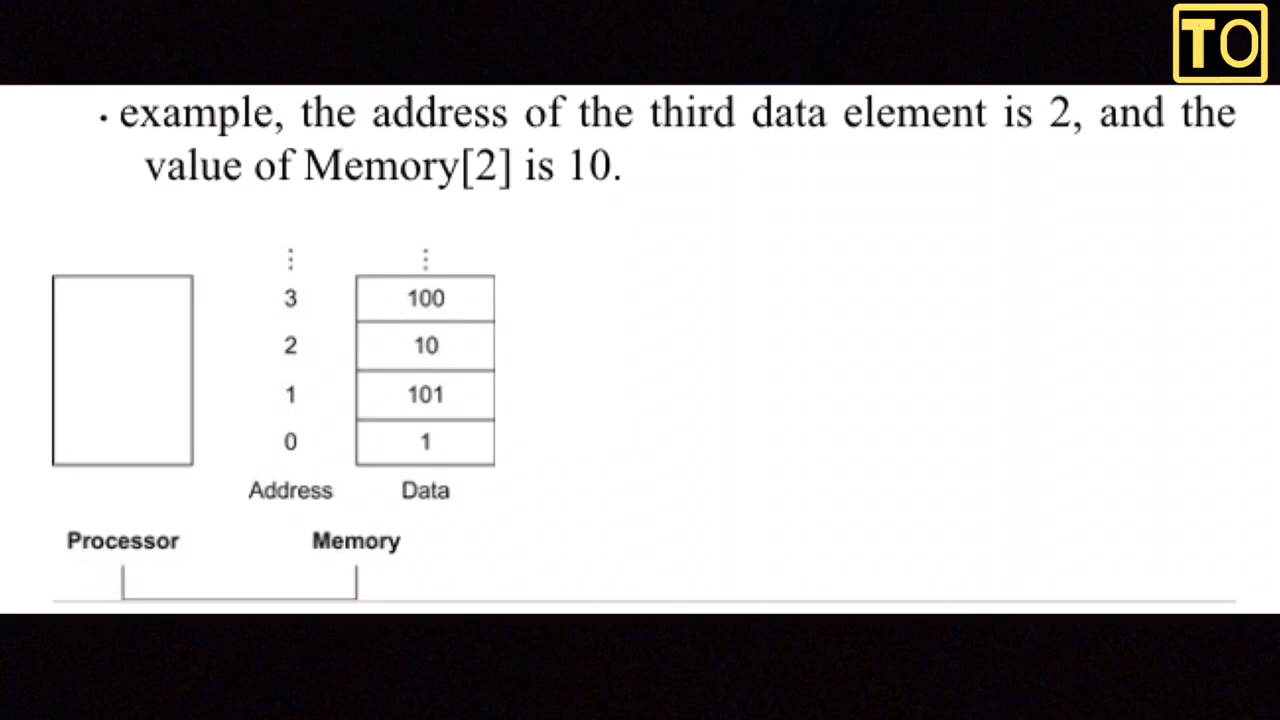 TO
· example, the address of the third data element is 2, and the
value of Memory[2] is 10.
⋮ ⋮
3 100
2 10
1 101
0 1
Address Data
Processor Memory